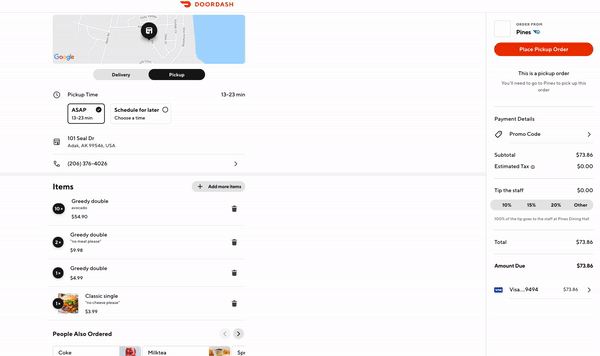 DOORDASH
Google
Delivery
Pickup
Pickup Time
13–23 min
ASAP
13–23 min
Schedule for later
Choose a time
101 Seal Dr
Adak, AK 99546, USA
(206) 376-4026
Items
Add more items
10×
Greedy double
avocado
$54.90
2×
Greedy double
"no meat please"
$9.98
1×
Greedy double
$4.99
1×
Classic single
"no cheese please"
$3.99
People Also Ordered
Coke
Milktea
Spr
ORDER FROM
Pines
Place Pickup Order
This is a pickup order
You'll need to go to Pines to pick up this
order
Payment Details
Promo Code
Subtotal
$73.86
Estimated Tax
$0.00
Tip the staff
$0.00
10%
15%
20%
Other
100% of the tip goes to the staff at Pines Dining Hall
Total
$73.86
Amount Due
$73.86
VISA
Visa....9494
$73.86